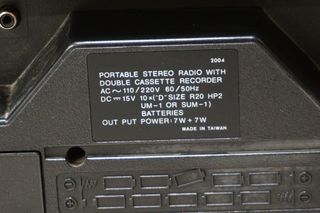 2004
PORTABLE STEREO RADIO WITH
DOUBLE CASSETTE RECORDER
AC～110/220V 60/50Hz
DC⎓15V 10×("D"SIZE R20 HP2
UM-1 OR SUM-1)
BATTERIES
OUT PUT POWER:7W+7W
MADE IN TAIWAN